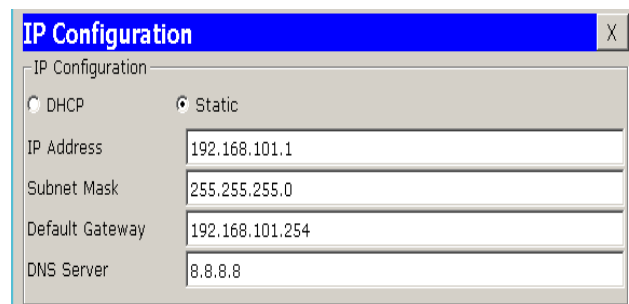 IP Configuration X
IP Configuration
DHCP Static
IP Address 192.168.101.1
Subnet Mask 255.255.255.0
Default Gateway 192.168.101.254
DNS Server 8.8.8.8